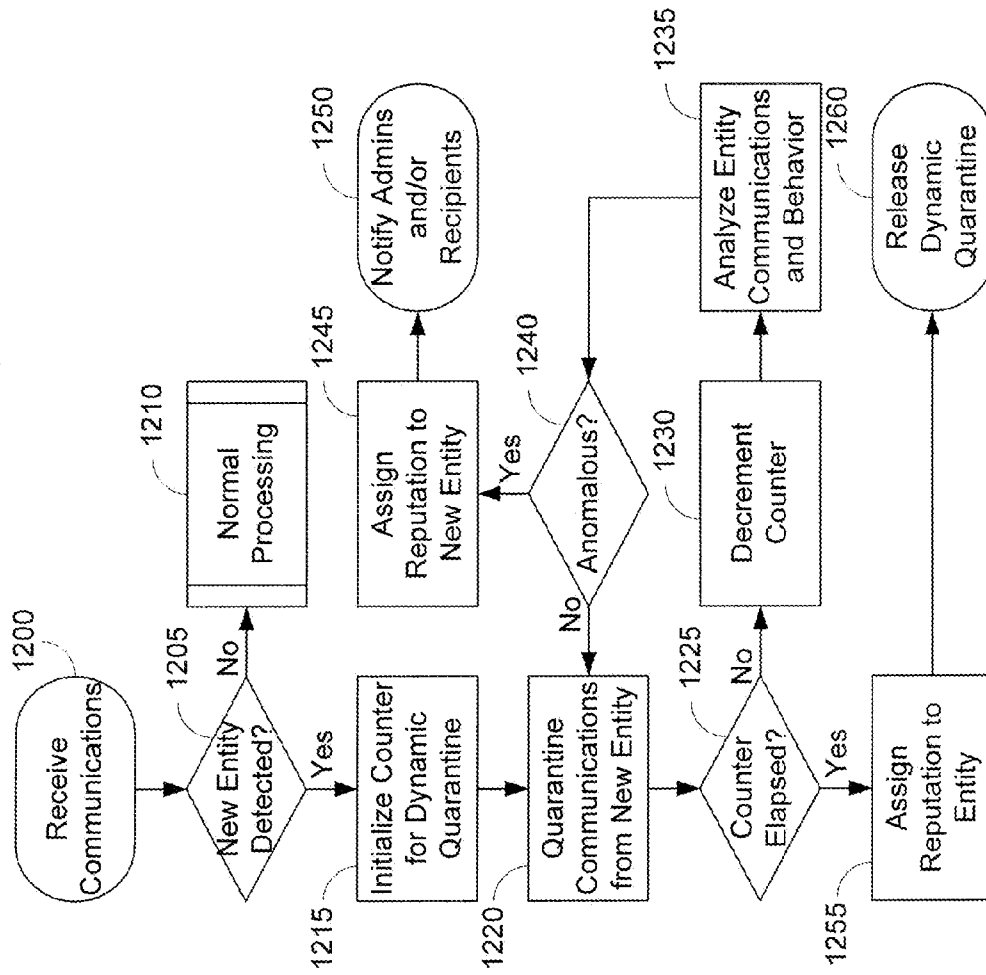 1200
Receive
Communications
1205
New Entity
Detected?
No
Yes
1210
Normal
Processing
1215
Initialize Counter
for Dynamic
Quarantine
1220
Quarantine
Communications
from New Entity
1225
Counter
Elapsed?
No
Yes
1230
Decrement
Counter
1235
Analyze Entity
Communications
and Behavior
1240
Anomalous?
No
Yes
1245
Assign
Reputation to
New Entity
1250
Notify Admins
and/or
Recipients
1255
Assign
Reputation to
Entity
1260
Release
Dynamic
Quarantine